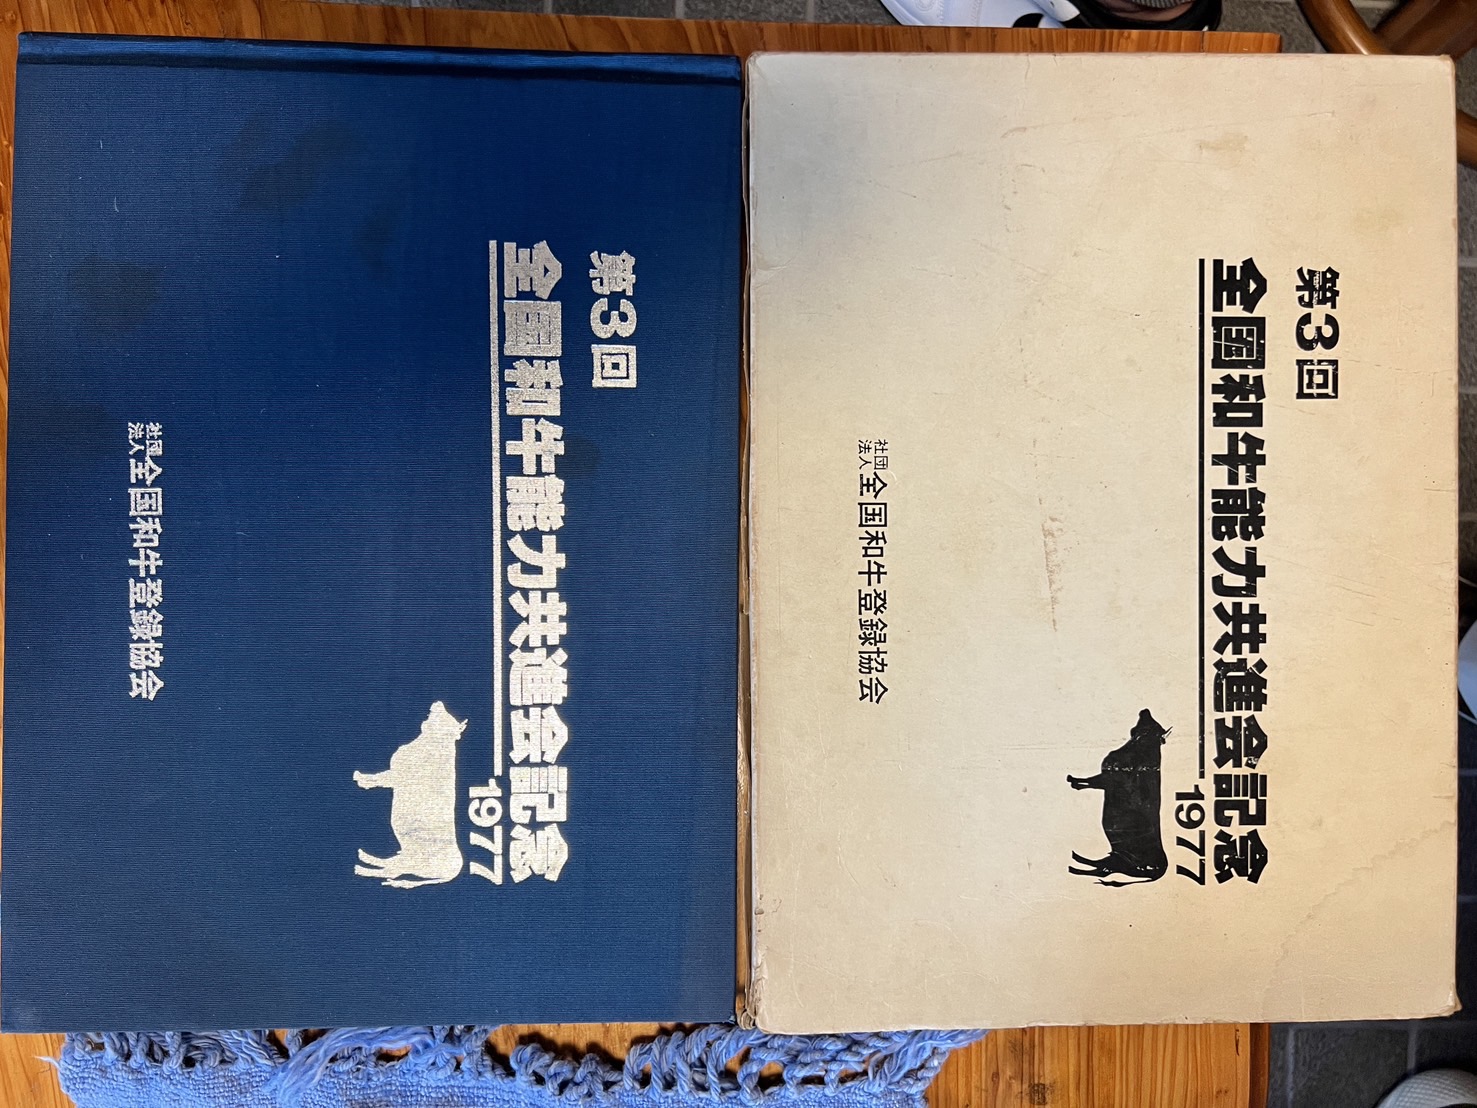 第3回
全国和牛能力共進会記念
1977
社団
法人 全国和牛登録協会
第3回
全国和牛能力共進会記念
1977
社団
法人 全国和牛登録協会